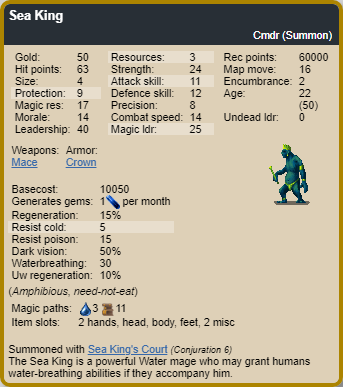 Sea King
Cmdr (Summon)
Gold: 50 Resources: 3 Rec points: 60000
Hit points: 63 Strength: 24 Map move: 16
Size: 4 Attack skill: 11 Encumbrance: 2
Protection: 9 Defence skill: 12 Age: 22
Magic res: 17 Precision: 8 (50)
Morale: 14 Combat speed: 14 Undead ldr: 0
Leadership: 40 Magic ldr: 25
Weapons: Armor:
Mace Crown
Basecost: 10050
Generates gems: 1 per month
Regeneration: 15%
Resist cold: 5
Resist poison: 15
Dark vision: 50%
Waterbreathing: 30
Uw regeneration: 10%
(Amphibious, need-not-eat)
Magic paths: 3 11
Item slots: 2 hands, head, body, feet, 2 misc
Summoned with Sea King's Court (Conjuration 6)
The Sea King is a powerful Water mage who may grant humans
water-breathing abilities if they accompany him.